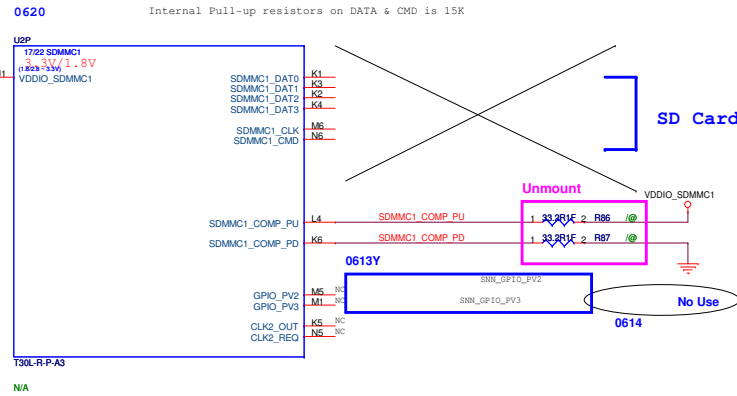 0620
Internal Pull-up resistors on DATA & CMD is 15K
U2P
17/22 SDMMC1
3.3V/1.8V
(1.8/2.8 - 3.3V)
VDDIO_SDMMC1
SDMMC1_DAT0 K1
SDMMC1_DAT1 K3
SDMMC1_DAT2 K2
SDMMC1_DAT3 K4
SDMMC1_CLK M6
SDMMC1_CMD N6
SD Card
Unmount
VDDIO_SDMMC1
SDMMC1_COMP_PU L4 SDMMC1_COMP_PU 1 33.2R1F 2 R86 /@
SDMMC1_COMP_PD K6 SDMMC1_COMP_PD 1 33.2R1F 2 R87 /@
0613Y
GPIO_PV2 M5 NC SNN_GPIO_PV2
GPIO_PV3 M1 NC SNN_GPIO_PV3
No Use
0614
CLK2_OUT K5 NC
CLK2_REQ N5 NC
T30L-R-P-A3
N/A